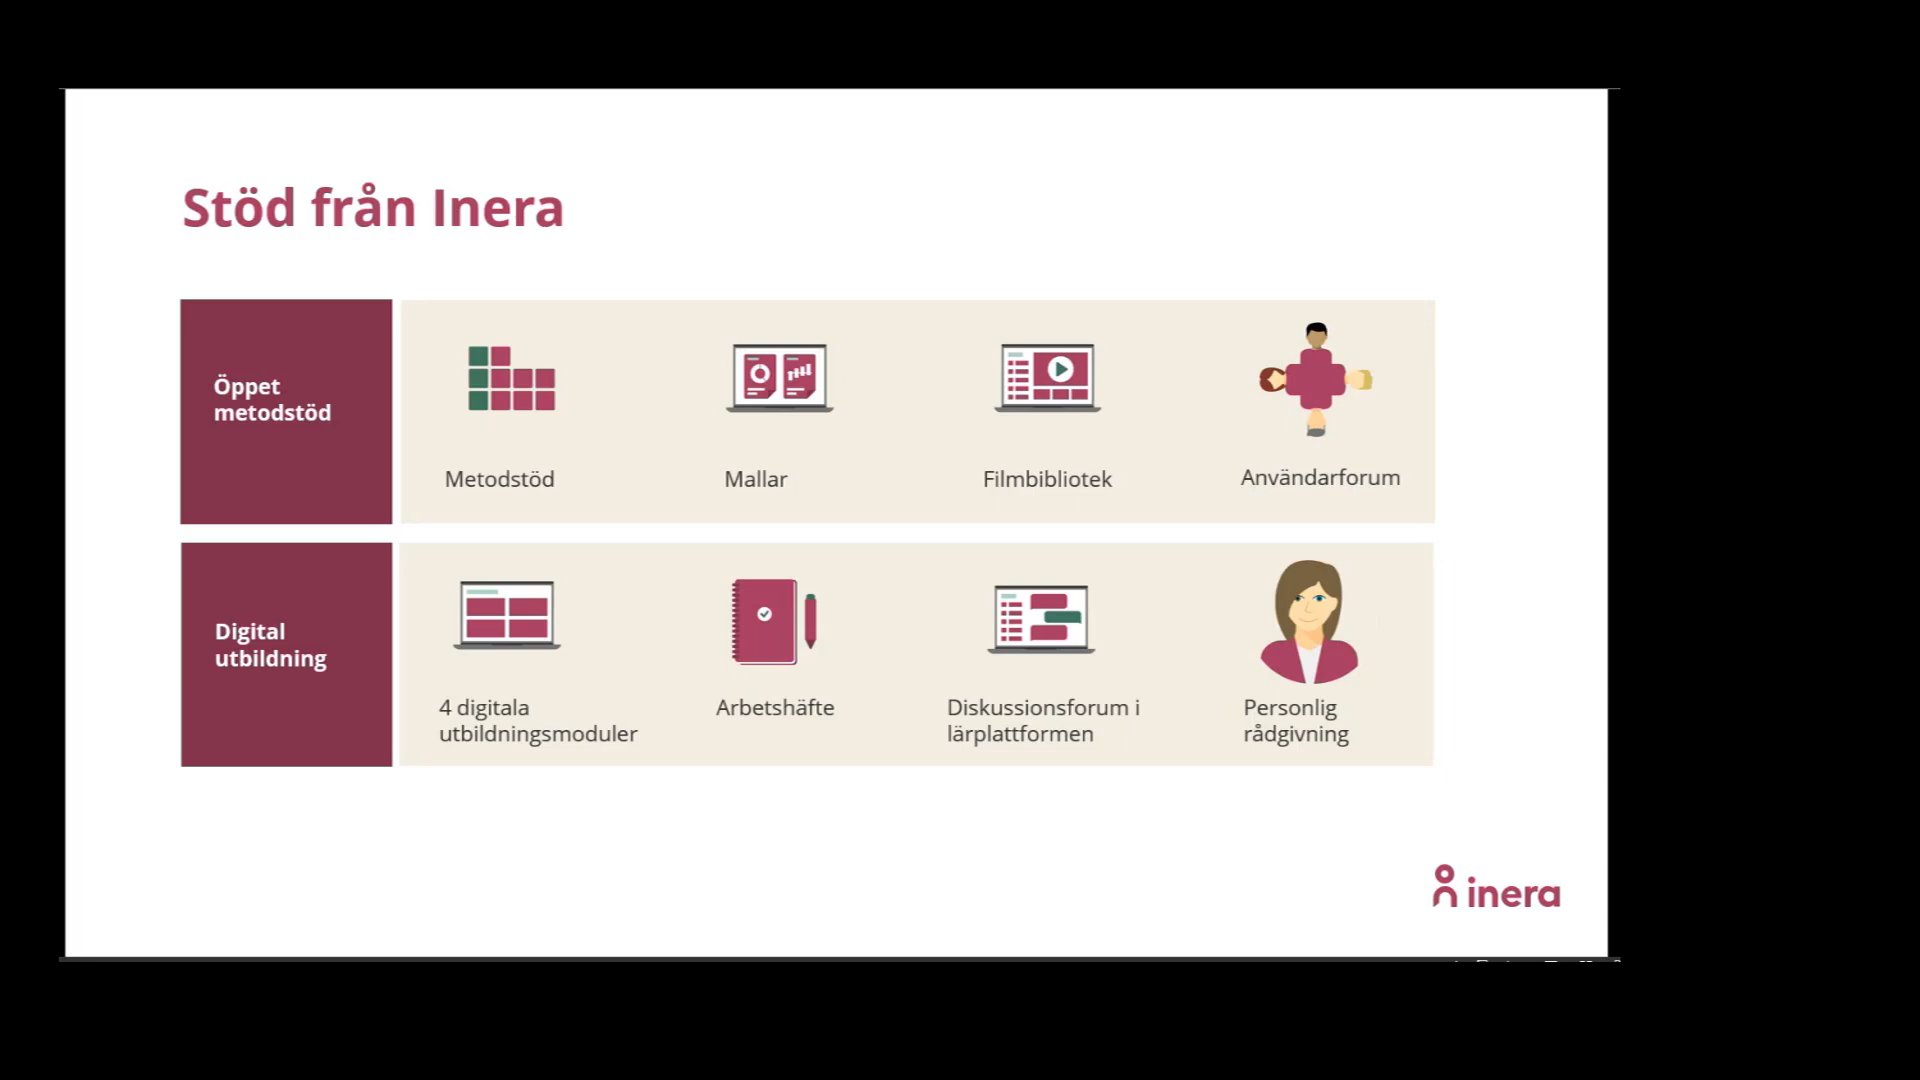 Stöd från Inera
Öppet
metodstöd
Metodstöd
Mallar
Filmbibliotek
Användarforum
Digital
utbildning
4 digitala
utbildningsmoduler
Arbetshäfte
Diskussionsforum i
lärplattformen
Personlig
rådgivning
inera